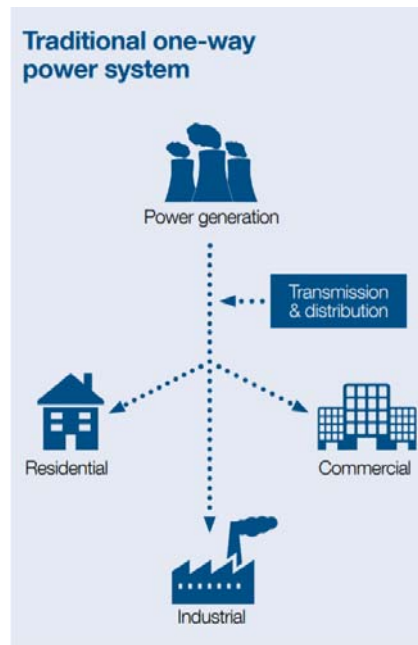 Traditional one-way
power system
Power generation
Transmission
& distribution
Residential
Commercial
Industrial